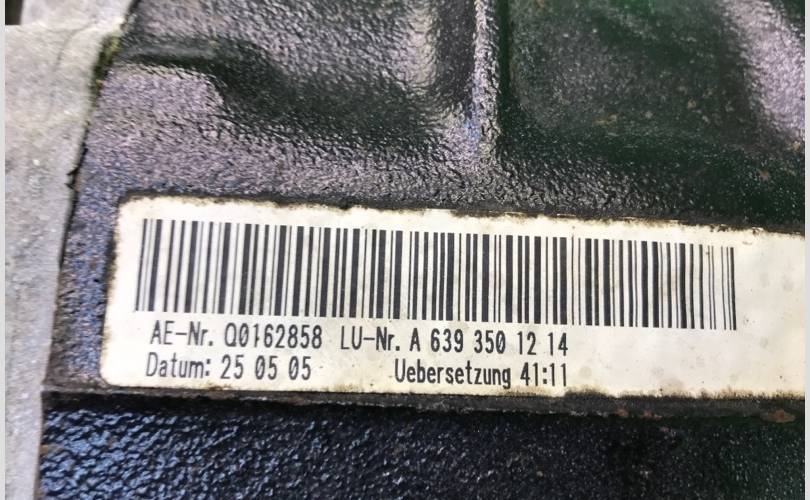 AE-Nr. Q0162858 LU-Nr. A 639 350 12 14
Datum: 25 05 05 Uebersetzung 41:11